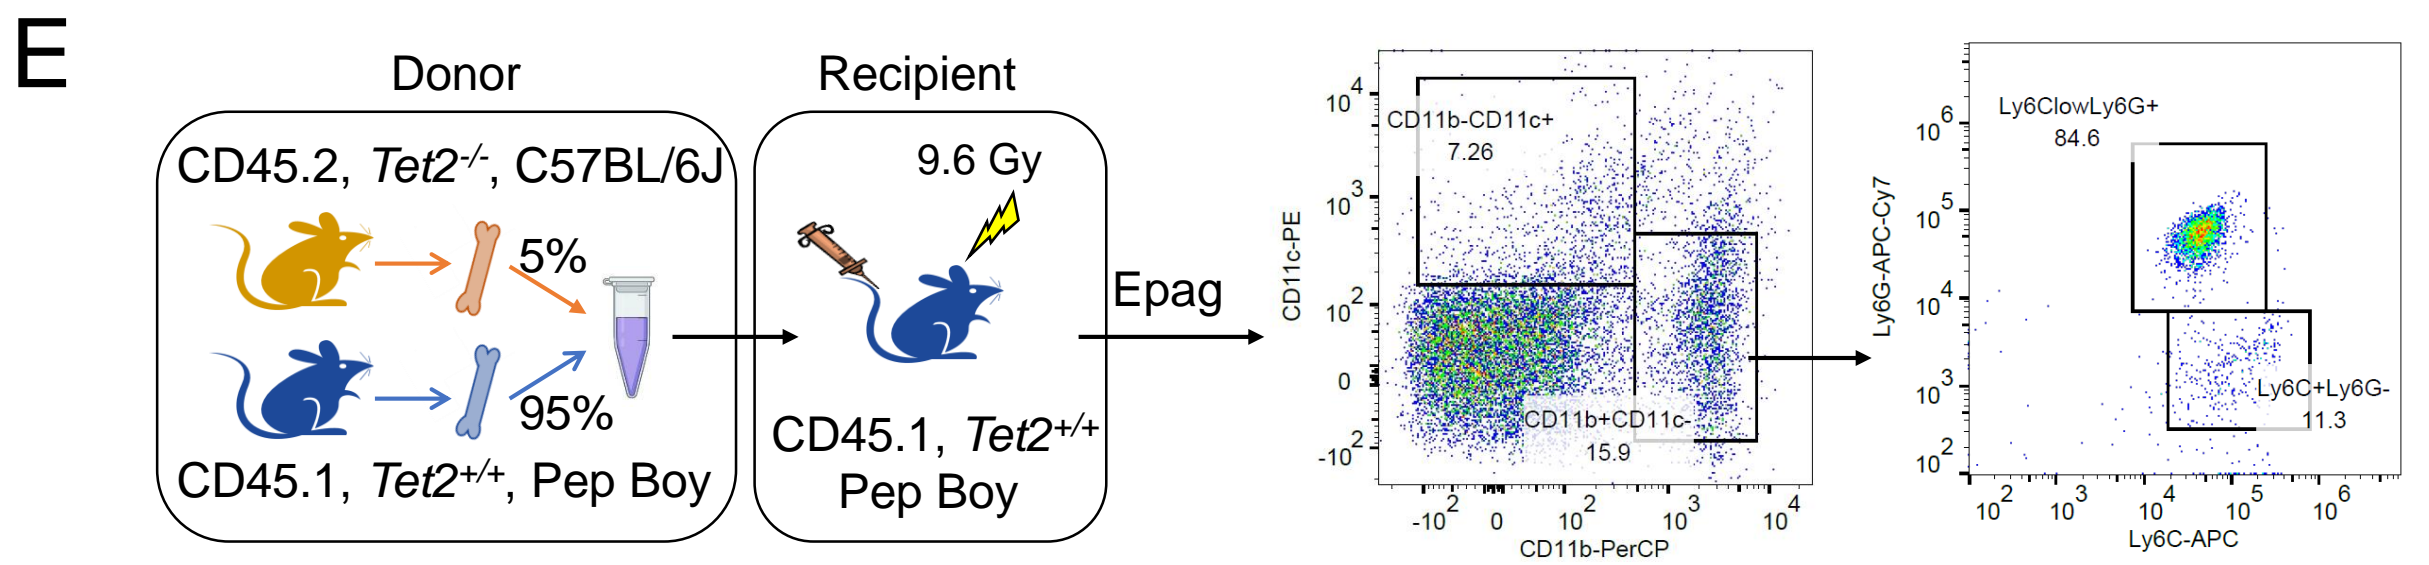 E
Donor
Recipient
CD45.2, Tet2-/-, C57BL/6J
5%
95%
CD45.1, Tet2+/+, Pep Boy
9.6 Gy
CD45.1, Tet2+/+
Pep Boy
Epag
CD11c-PE
10^4
10^3
10^2
0
-10^2
CD11b-CD11c+
7.26
CD11b+CD11c-
15.9
-10^2 0 10^2 10^3 10^4
CD11b-PerCP
Ly6G-APC-Cy7
10^6
10^5
10^4
10^3
10^2
Ly6ClowLy6G+
84.6
Ly6C+Ly6G-
11.3
10^2 10^3 10^4 10^5 10^6
Ly6C-APC